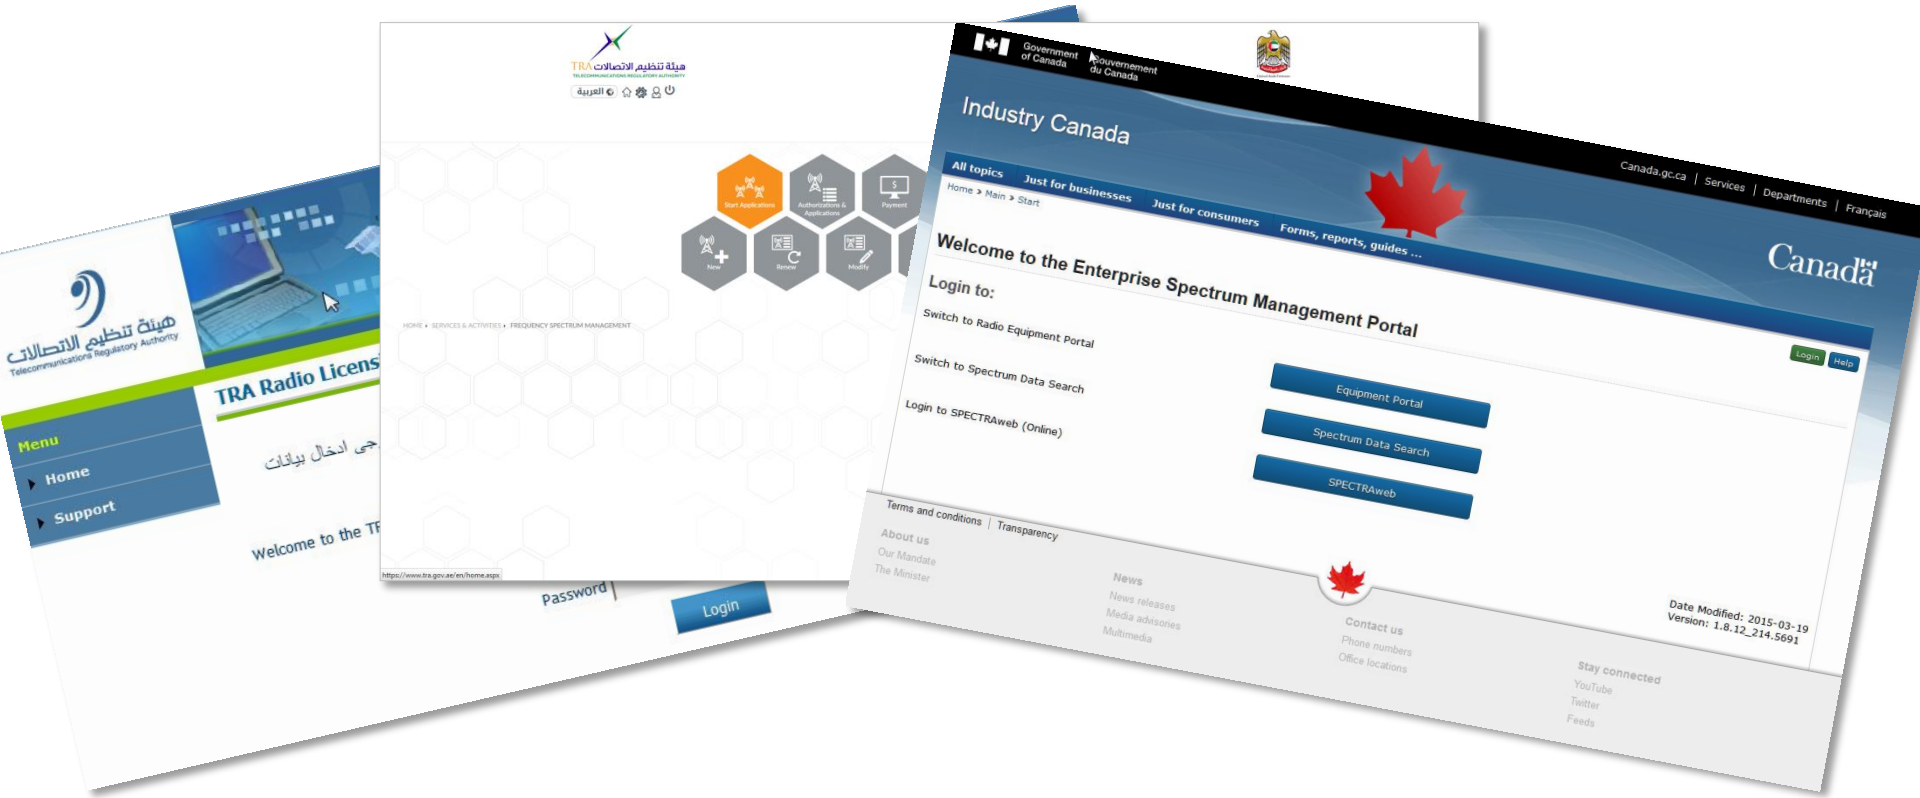 هيئة تنظيم الاتصالات
Telecommunications Regulatory Authority
TRA Radio Licens
Menu
Home
Support
جى ادخال بيانات
Welcome to the
Password
Login
TRA هيئة تنظيم الاتصالات
TELECOMMUNICATIONS REGULATORY AUTHORITY
العربية
Start Applications
Authorizations &
Applications
Payment
New
Renew
Modify
HOME • SERVICES & ACTIVITIES • FREQUENCY SPECTRUM MANAGEMENT
https://www.tra.gov.ae/en/home.aspx
Government
of Canada
Gouvernement
du Canada
Industry Canada
Canada.gc.ca | Services | Departments | Français
Canada
All topics
Just for businesses
Just for consumers
Forms, reports, guides ...
Home > Main > Start
Welcome to the Enterprise Spectrum Management Portal
Login
Help
Login to:
Switch to Radio Equipment Portal
Equipment Portal
Switch to Spectrum Data Search
Spectrum Data Search
Login to SPECTRAweb (Online)
SPECTRAweb
Date Modified: 2015-03-19
Version: 1.8.12_214.5691
Terms and conditions | Transparency
About us
Our Mandate
The Minister
News
News releases
Media advisories
Multimedia
Contact us
Phone numbers
Office locations
Stay connected
YouTube
Twitter
Feeds